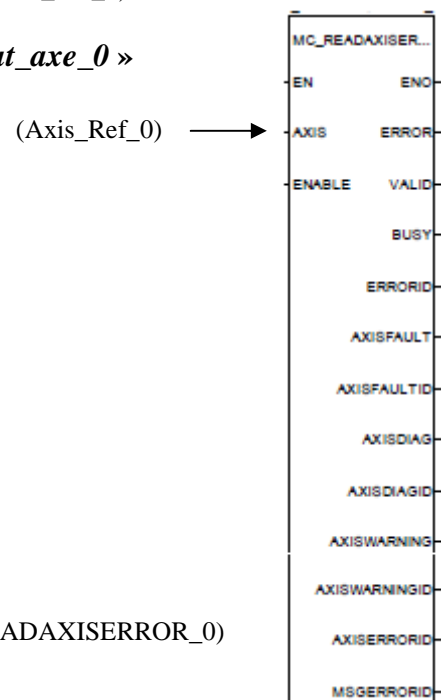 ut_axe_0 »
MC_READAXISER...
EN ENO
(Axis_Ref_0) AXIS ERROR
ENABLE VALID
BUSY
ERRORID
AXISFAULT
AXISFAULTID
AXISDIAG
AXISDIAGID
AXISWARNING
AXISWARNINGID
ADAXISERROR_0) AXISERRORID
MSGERRORID